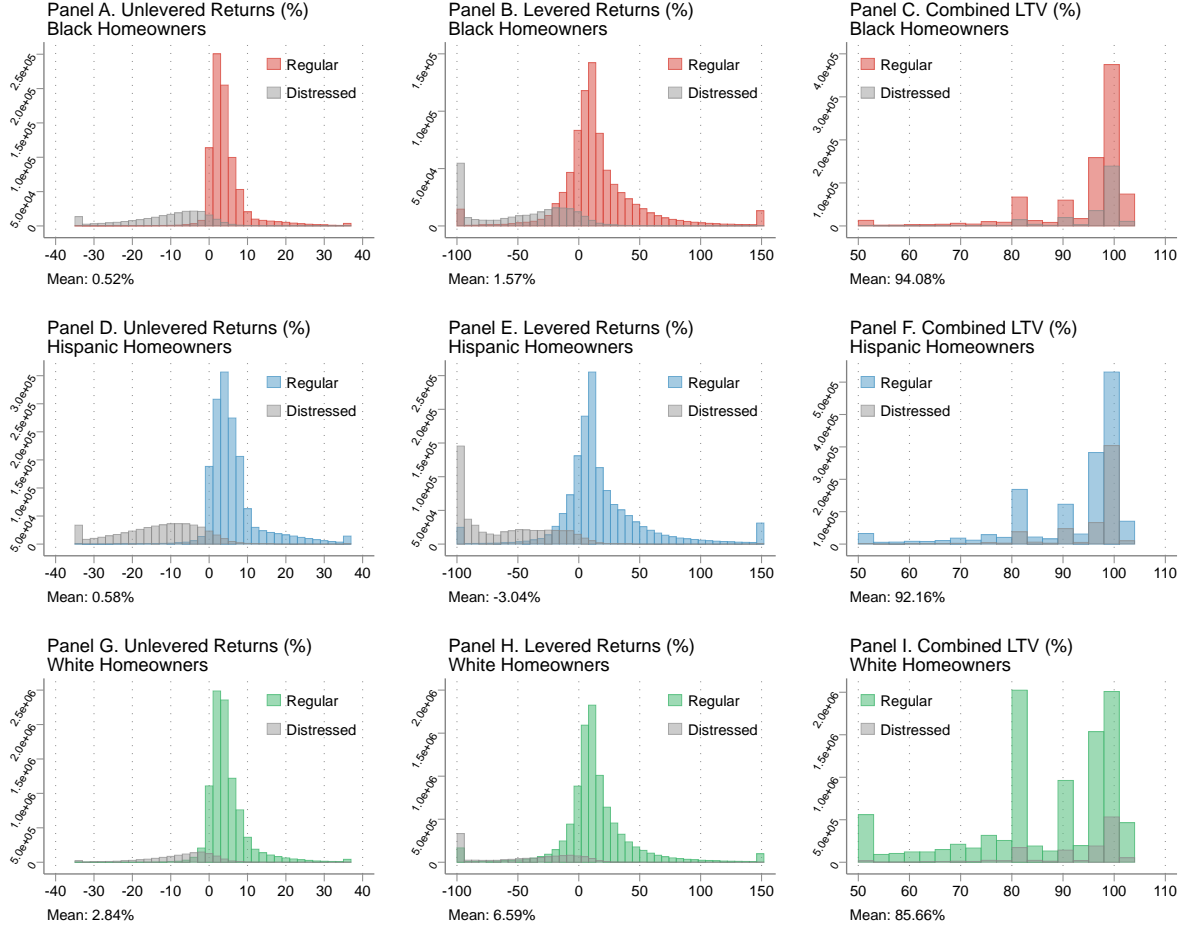 Panel A. Unlevered Returns (%)
Black Homeowners
Regular
Distressed
0
5.0e+04
1.0e+05
1.5e+05
2.0e+05
2.5e+05
-40 -30 -20 -10 0 10 20 30 40
Mean: 0.52%
Panel B. Levered Returns (%)
Black Homeowners
Regular
Distressed
0
5.0e+04
1.0e+05
1.5e+05
-100 -50 0 50 100 150
Mean: 1.57%
Panel C. Combined LTV (%)
Black Homeowners
Regular
Distressed
0
1.0e+05
2.0e+05
3.0e+05
4.0e+05
50 60 70 80 90 100 110
Mean: 94.08%
Panel D. Unlevered Returns (%)
Hispanic Homeowners
Regular
Distressed
0
5.0e+04
1.0e+05
1.5e+05
2.0e+05
2.5e+05
3.0e+05
-40 -30 -20 -10 0 10 20 30 40
Mean: 0.58%
Panel E. Levered Returns (%)
Hispanic Homeowners
Regular
Distressed
0
5.0e+04
1.0e+05
1.5e+05
2.0e+05
2.5e+05
-100 -50 0 50 100 150
Mean: -3.04%
Panel F. Combined LTV (%)
Hispanic Homeowners
Regular
Distressed
0
1.0e+05
2.0e+05
3.0e+05
4.0e+05
5.0e+05
50 60 70 80 90 100 110
Mean: 92.16%
Panel G. Unlevered Returns (%)
White Homeowners
Regular
Distressed
0
5.0e+05
1.0e+06
1.5e+06
2.0e+06
2.5e+06
-40 -30 -20 -10 0 10 20 30 40
Mean: 2.84%
Panel H. Levered Returns (%)
White Homeowners
Regular
Distressed
0
5.0e+05
1.0e+06
1.5e+06
2.0e+06
-100 -50 0 50 100 150
Mean: 6.59%
Panel I. Combined LTV (%)
White Homeowners
Regular
Distressed
0
5.0e+05
1.0e+06
1.5e+06
2.0e+06
50 60 70 80 90 100 110
Mean: 85.66%